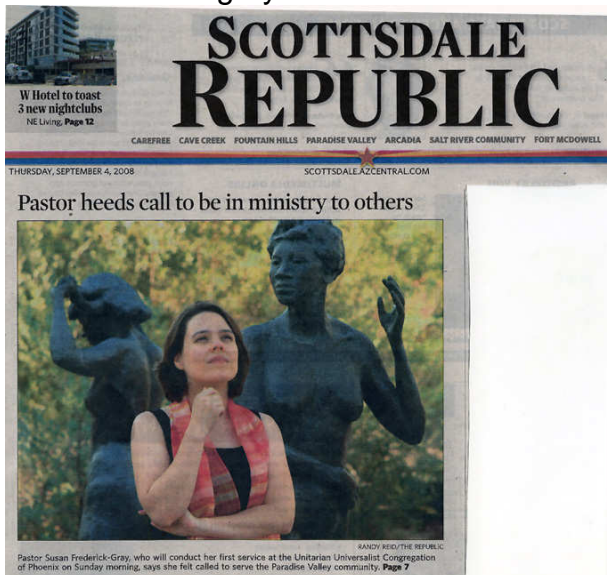 SCOTTSDALE
REPUBLIC
W Hotel to toast
3 new nightclubs
NE Living, Page 12
CAREFREE CAVE CREEK FOUNTAIN HILLS PARADISE VALLEY ARCADIA SALT RIVER COMMUNITY FORT MCDOWELL
THURSDAY, SEPTEMBER 4, 2008
SCOTTSDALE.AZCENTRAL.COM
Pastor heeds call to be in ministry to others
RANDY REID/THE REPUBLIC
Pastor Susan Frederick-Gray, who will conduct her first service at the Unitarian Universalist Congregation
of Phoenix on Sunday morning, says she felt called to serve the Paradise Valley community. Page 7